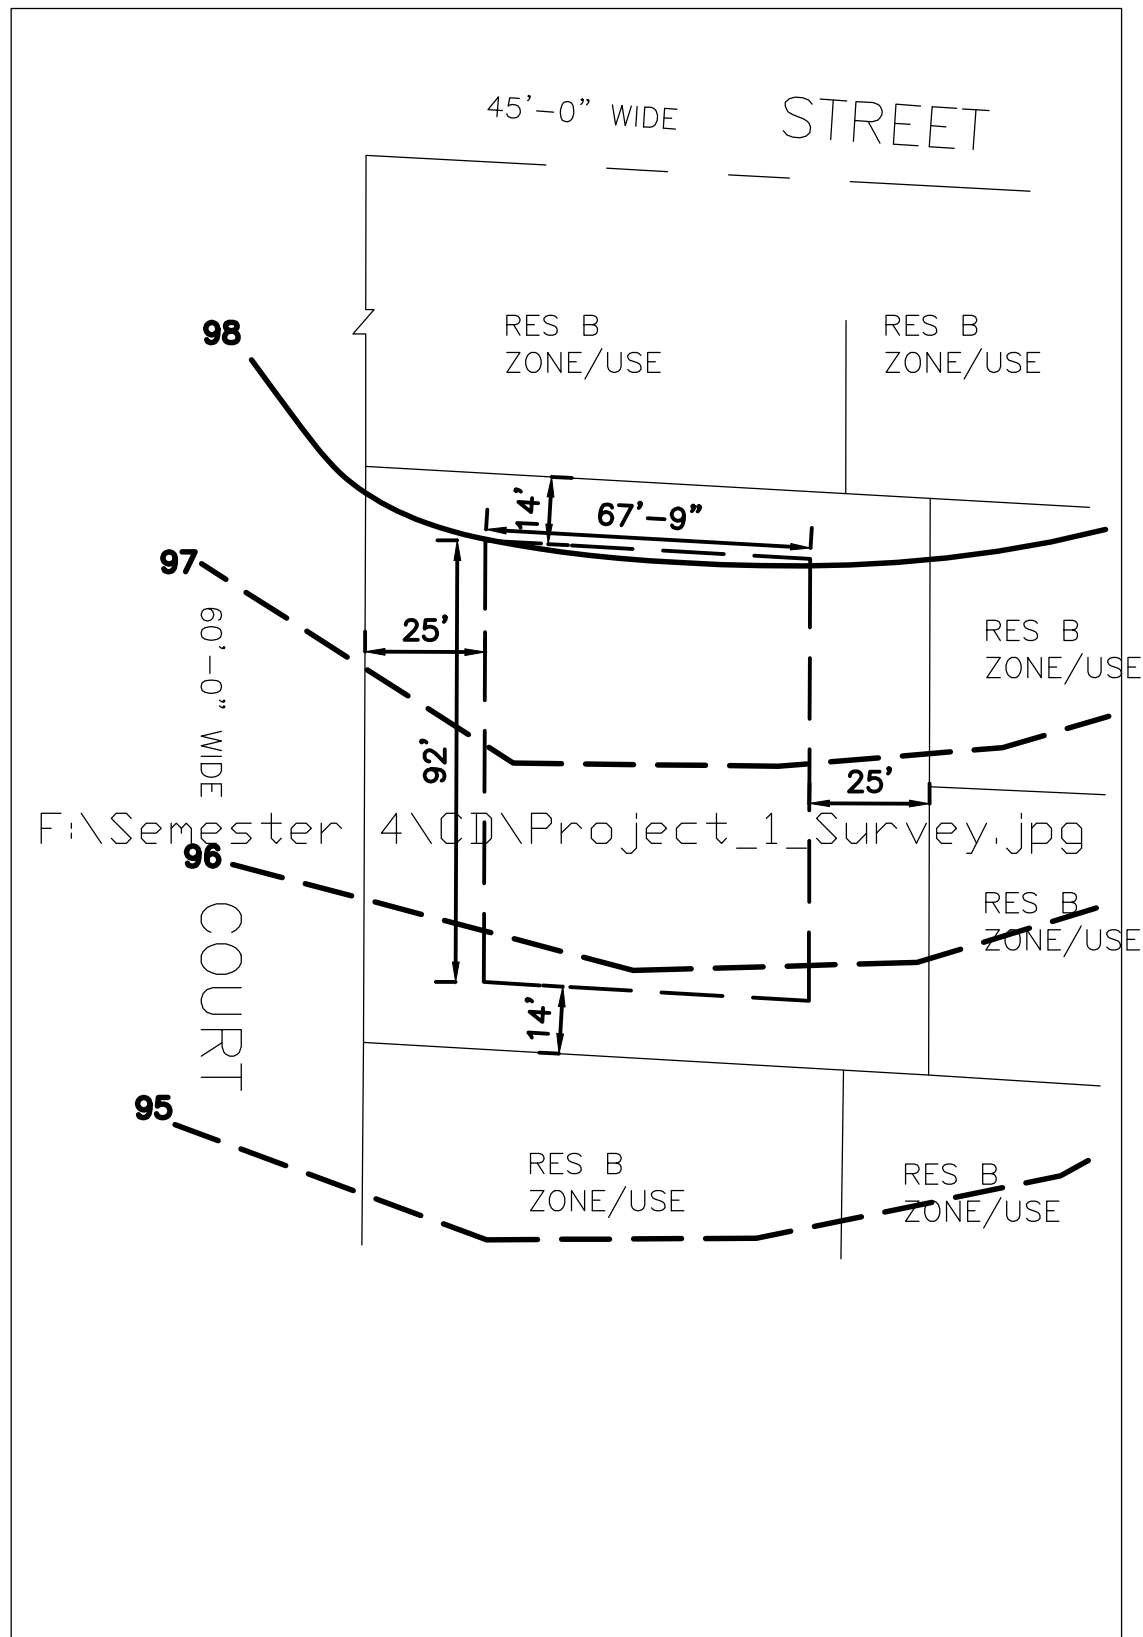 45'-0" WIDE STREET
RES B
ZONE/USE
RES B
ZONE/USE
98
14'
67'-9"
97
25'
60'-0" WIDE
RES B
ZONE/USE
92'
25'
F:\Semester 4\CD\Project_1_Survey.jpg
96
COURT
RES B
ZONE/USE
14'
95
RES B
ZONE/USE
RES B
ZONE/USE